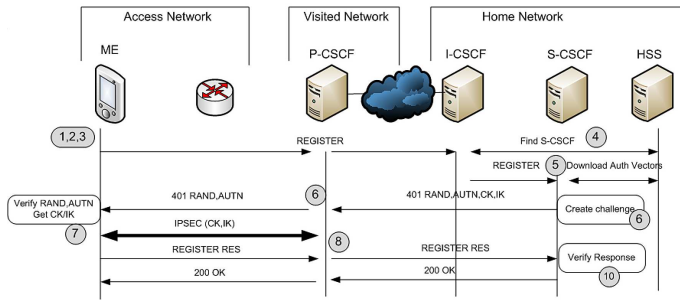 Access Network
Visited Network
Home Network
ME
P-CSCF
I-CSCF
S-CSCF
HSS
1,2,3
REGISTER
Find S-CSCF
4
REGISTER
5
Download Auth Vectors
Verify RAND,AUTN
Get CK/IK
7
401 RAND,AUTN
6
401 RAND,AUTN,CK,IK
Create challenge
6
IPSEC (CK,IK)
REGISTER RES
8
REGISTER RES
Verify Response
10
200 OK
200 OK